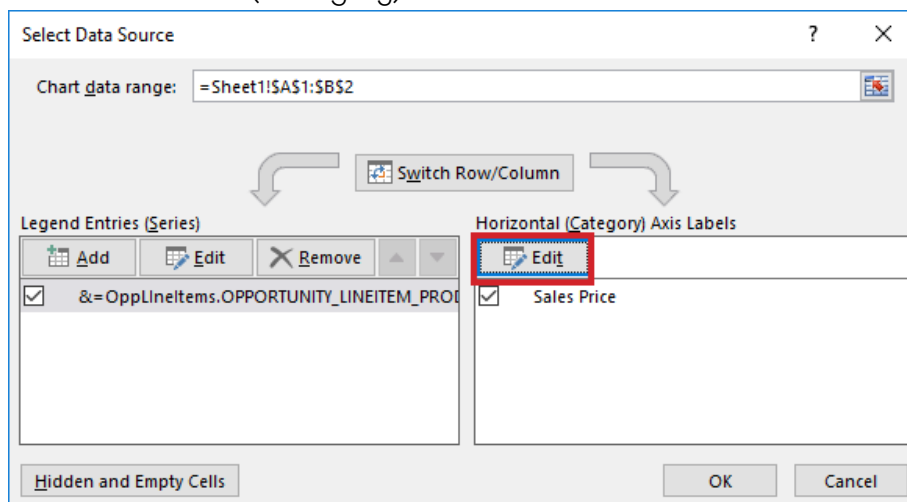 Select Data Source ? ×
Chart data range: =Sheet1!$A$1:$B$2
Switch Row/Column
Legend Entries (Series) Horizontal (Category) Axis Labels
Add Edit Remove Edit
&=OppLIneItems.OPPORTUNITY_LINEITEM_PROD Sales Price
Hidden and Empty Cells OK Cancel